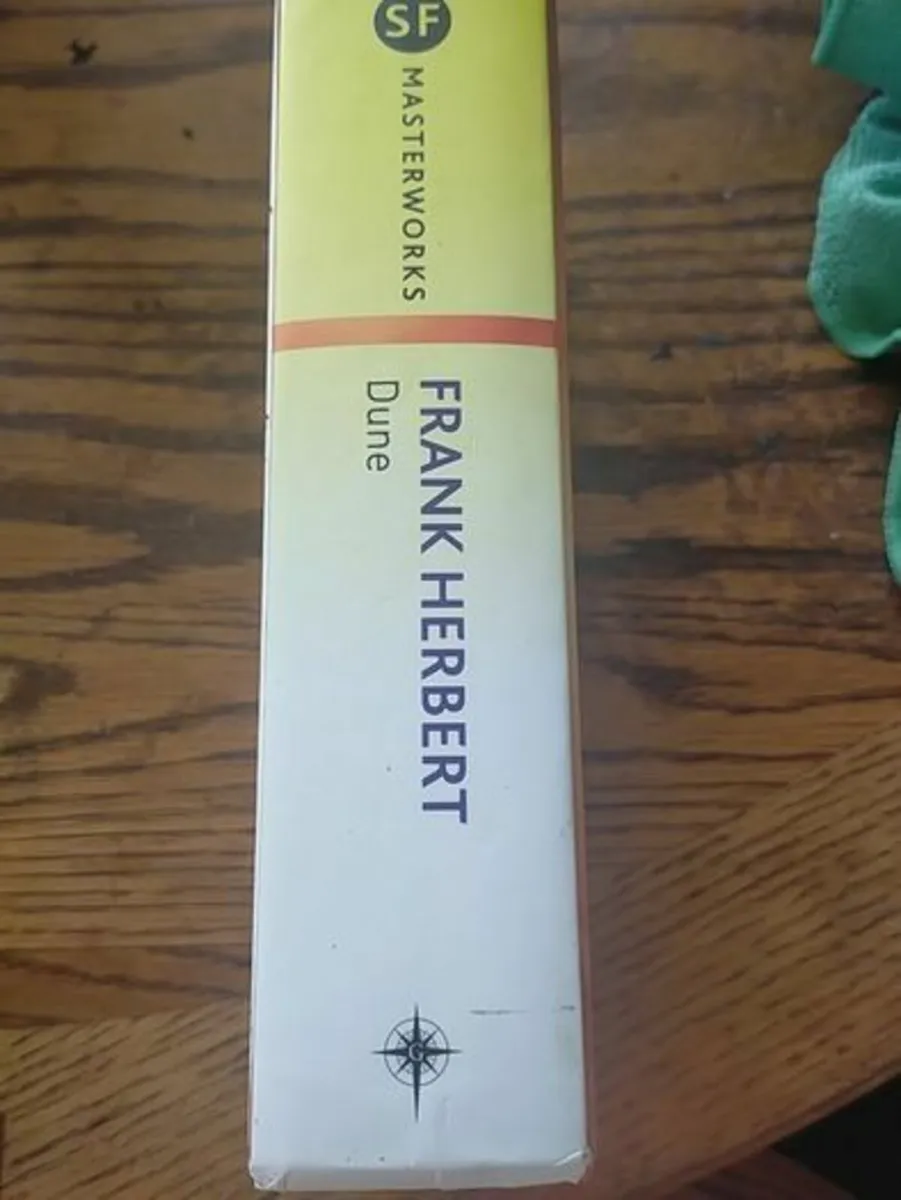 SF
MASTERWORKS
FRANK HERBERT
Dune
G